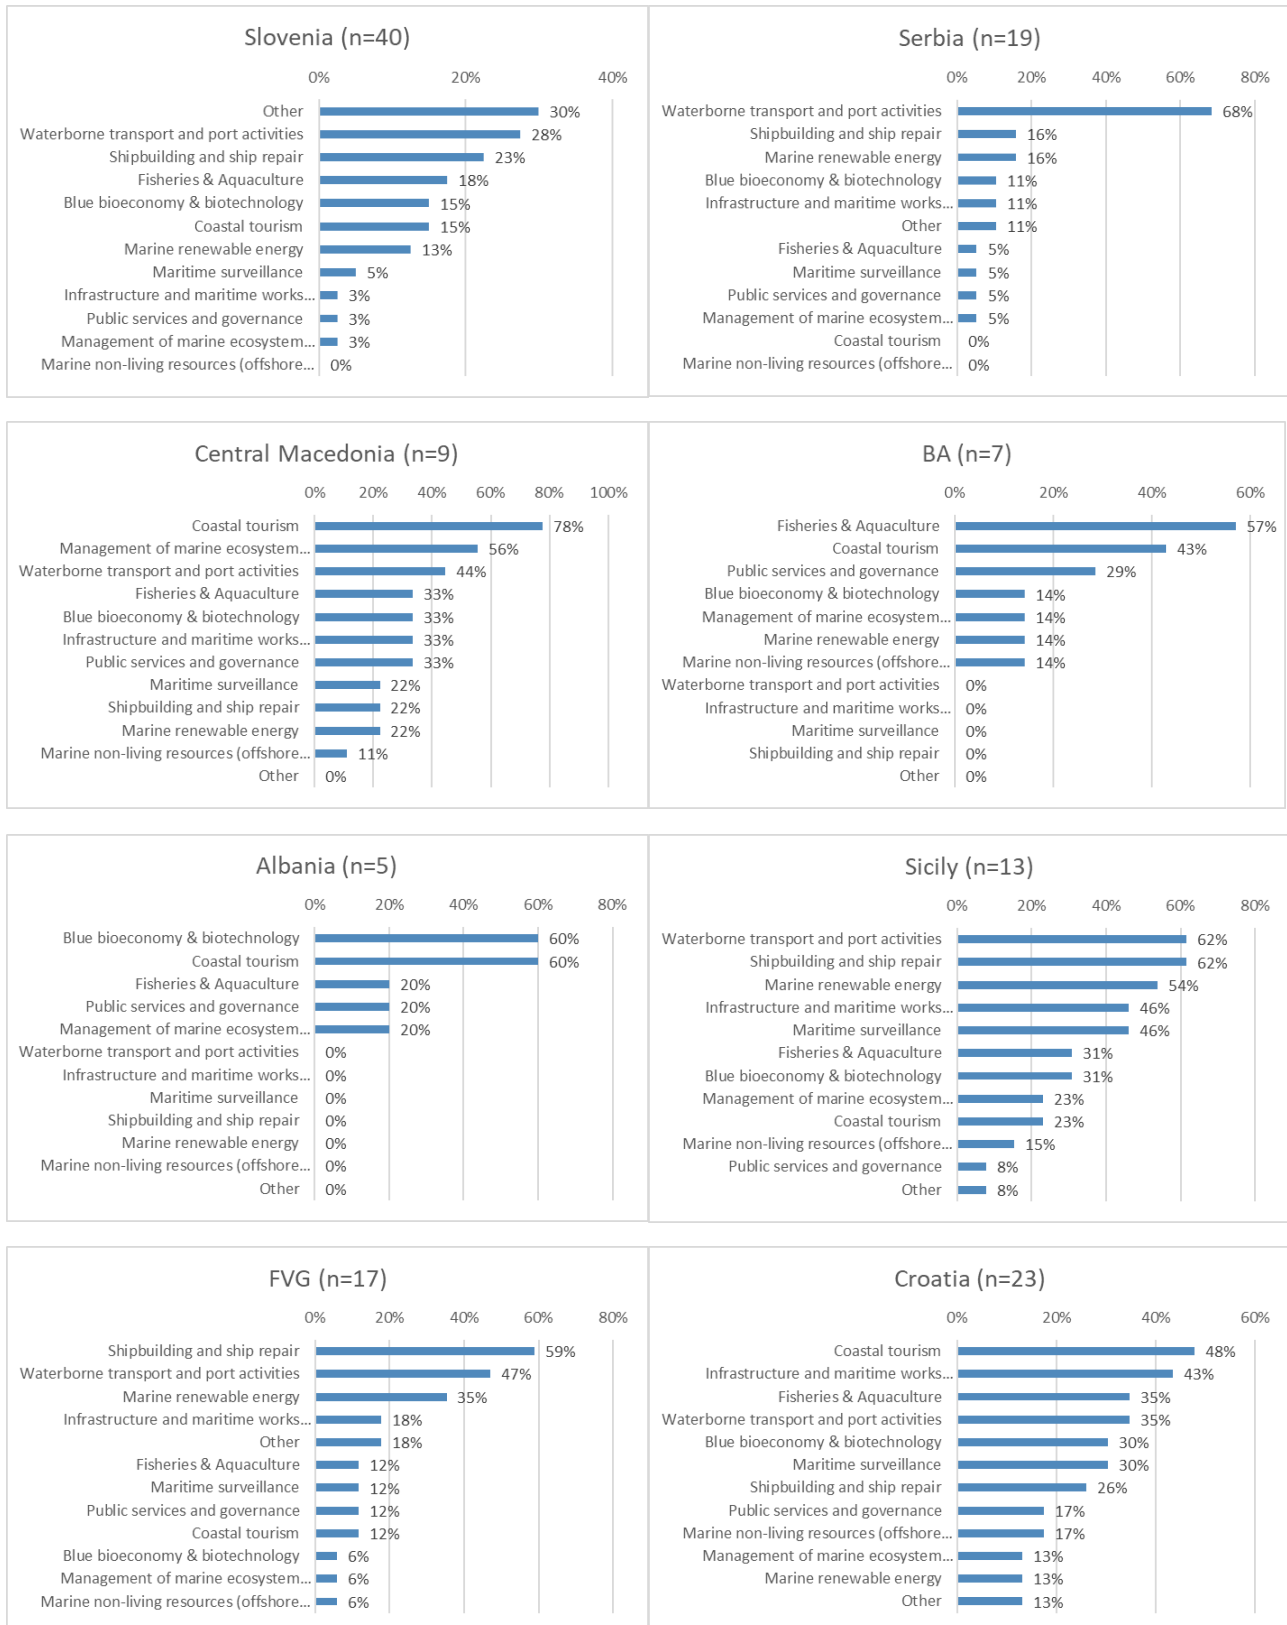 Slovenia (n=40)
0% 20% 40%
Other 30%
Waterborne transport and port activities 28%
Shipbuilding and ship repair 23%
Fisheries & Aquaculture 18%
Blue bioeconomy & biotechnology 15%
Coastal tourism 15%
Marine renewable energy 13%
Maritime surveillance 5%
Infrastructure and maritime works... 3%
Public services and governance 3%
Management of marine ecosystem... 3%
Marine non-living resources (offshore... 0%
Serbia (n=19)
0% 20% 40% 60% 80%
Waterborne transport and port activities 68%
Shipbuilding and ship repair 16%
Marine renewable energy 16%
Blue bioeconomy & biotechnology 11%
Infrastructure and maritime works... 11%
Other 11%
Fisheries & Aquaculture 5%
Maritime surveillance 5%
Public services and governance 5%
Management of marine ecosystem... 5%
Coastal tourism 0%
Marine non-living resources (offshore... 0%
Central Macedonia (n=9)
0% 20% 40% 60% 80% 100%
Coastal tourism 78%
Management of marine ecosystem... 56%
Waterborne transport and port activities 44%
Fisheries & Aquaculture 33%
Blue bioeconomy & biotechnology 33%
Infrastructure and maritime works... 33%
Public services and governance 33%
Maritime surveillance 22%
Shipbuilding and ship repair 22%
Marine renewable energy 22%
Marine non-living resources (offshore... 11%
Other 0%
BA (n=7)
0% 20% 40% 60%
Fisheries & Aquaculture 57%
Coastal tourism 43%
Public services and governance 29%
Blue bioeconomy & biotechnology 14%
Management of marine ecosystem... 14%
Marine renewable energy 14%
Marine non-living resources (offshore... 14%
Waterborne transport and port activities 0%
Infrastructure and maritime works... 0%
Maritime surveillance 0%
Shipbuilding and ship repair 0%
Other 0%
Albania (n=5)
0% 20% 40% 60% 80%
Blue bioeconomy & biotechnology 60%
Coastal tourism 60%
Fisheries & Aquaculture 20%
Public services and governance 20%
Management of marine ecosystem... 20%
Waterborne transport and port activities 0%
Infrastructure and maritime works... 0%
Maritime surveillance 0%
Shipbuilding and ship repair 0%
Marine renewable energy 0%
Marine non-living resources (offshore... 0%
Other 0%
Sicily (n=13)
0% 20% 40% 60% 80%
Waterborne transport and port activities 62%
Shipbuilding and ship repair 62%
Marine renewable energy 54%
Infrastructure and maritime works... 46%
Maritime surveillance 46%
Fisheries & Aquaculture 31%
Blue bioeconomy & biotechnology 31%
Management of marine ecosystem... 23%
Coastal tourism 23%
Marine non-living resources (offshore... 15%
Public services and governance 8%
Other 8%
FVG (n=17)
0% 20% 40% 60% 80%
Shipbuilding and ship repair 59%
Waterborne transport and port activities 47%
Marine renewable energy 35%
Infrastructure and maritime works... 18%
Other 18%
Fisheries & Aquaculture 12%
Maritime surveillance 12%
Public services and governance 12%
Coastal tourism 12%
Blue bioeconomy & biotechnology 6%
Management of marine ecosystem... 6%
Marine non-living resources (offshore... 6%
Croatia (n=23)
0% 20% 40% 60%
Coastal tourism 48%
Infrastructure and maritime works... 43%
Fisheries & Aquaculture 35%
Waterborne transport and port activities 35%
Blue bioeconomy & biotechnology 30%
Maritime surveillance 30%
Shipbuilding and ship repair 26%
Public services and governance 17%
Marine non-living resources (offshore... 17%
Management of marine ecosystem... 13%
Marine renewable energy 13%
Other 13%